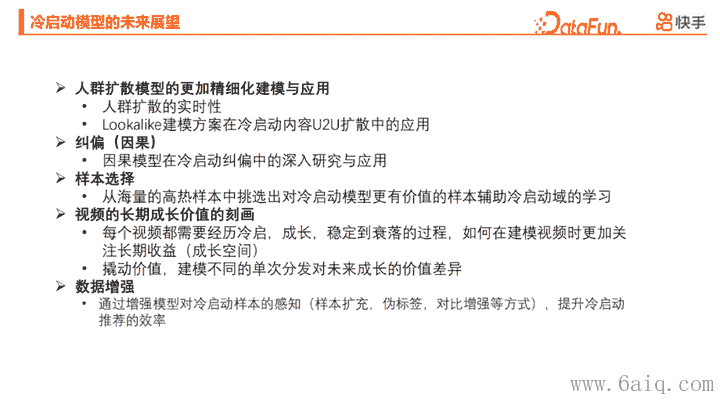 冷启动模型的未来展望
DataFun.
快手
➤ 人群扩散模型的更加精细化建模与应用
• 人群扩散的实时性
• Lookalike建模方案在冷启动内容U2U扩散中的应用
➤ 纠偏（因果）
• 因果模型在冷启动纠偏中的深入研究与应用
➤ 样本选择
• 从海量的高热样本中挑选出对冷启动模型更有价值的样本辅助冷启动域的学习
➤ 视频的长期成长价值的刻画
• 每个视频都需要经历冷启，成长，稳定到衰落的过程，如何在建模视频时更加关
注长期收益（成长空间）
• 撬动价值，建模不同的单次分发对未来成长的价值差异
➤ 数据增强
• 通过增强模型对冷启动样本的感知（样本扩充，伪标签，对比增强等方式），提升冷启动
推荐的效率
www.6aiq.com